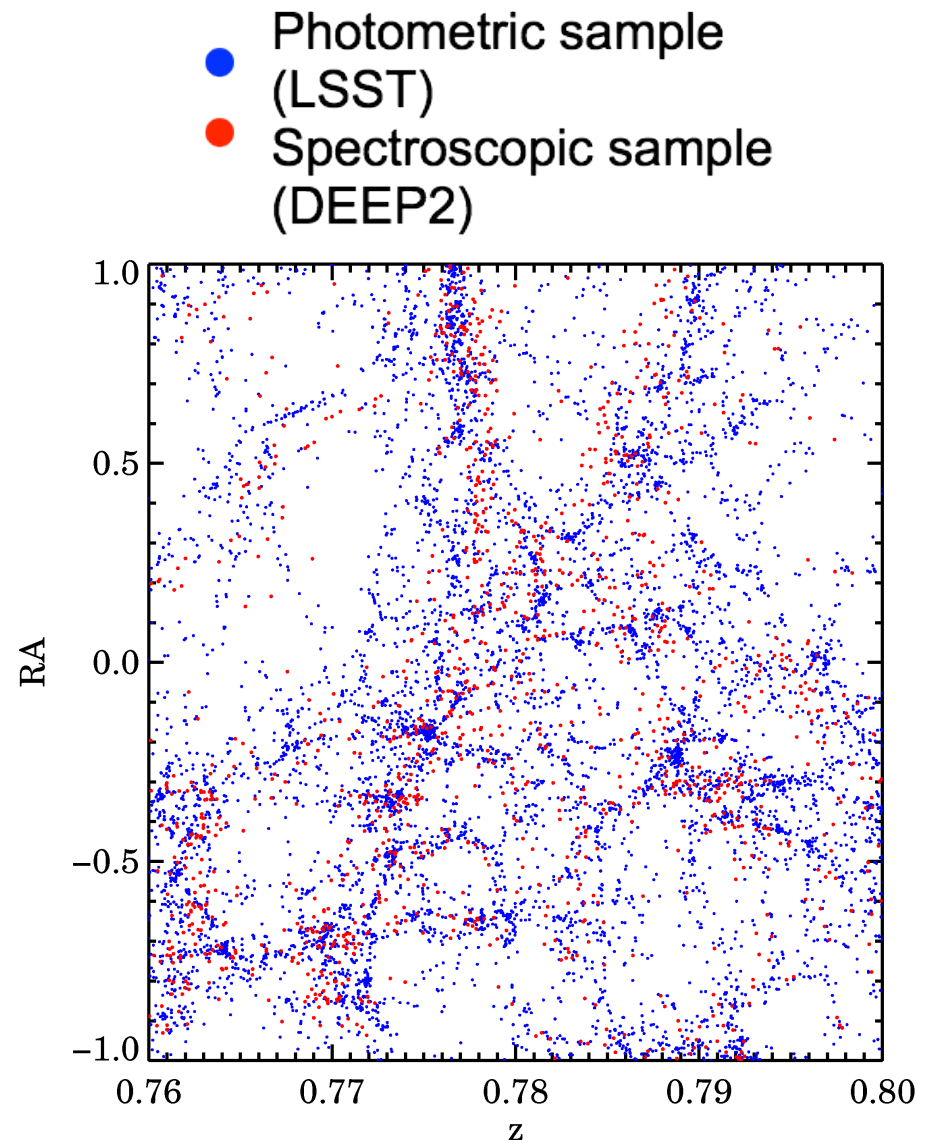 Photometric sample
(LSST)
Spectroscopic sample
(DEEP2)
1.0
0.5
0.0
−0.5
−1.0
RA
0.76 0.77 0.78 0.79 0.80
z